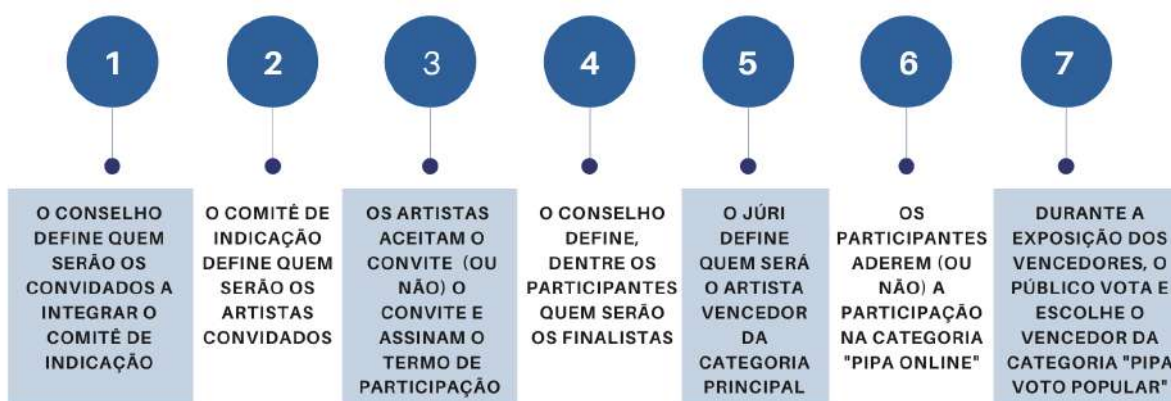 1
O CONSELHO
DEFINE QUEM
SERÃO OS
CONVIDADOS A
INTEGRAR O
COMITÊ DE
INDICAÇÃO
2
O COMITÊ DE
INDICAÇÃO
DEFINE QUEM
SERÃO OS
ARTISTAS
CONVIDADOS
3
OS ARTISTAS
ACEITAM O
CONVITE (OU
NÃO) O
CONVITE E
ASSINAM O
TERMO DE
PARTICIPAÇÃO
4
O CONSELHO
DEFINE,
DENTRE OS
PARTICIPANTES
QUEM SERÃO
OS FINALISTAS
5
O JÚRI
DEFINE
QUEM SERÁ
O ARTISTA
VENCEDOR
DA
CATEGORIA
PRINCIPAL
6
OS
PARTICIPANTES
ADEREM (OU
NÃO) A
PARTICIPAÇÃO
NA CATEGORIA
"PIPA ONLINE"
7
DURANTE A
EXPOSIÇÃO DOS
VENCEDORES, O
PÚBLICO VOTA E
ESCOLHE O
VENCEDOR DA
CATEGORIA "PIPA
VOTO POPULAR"